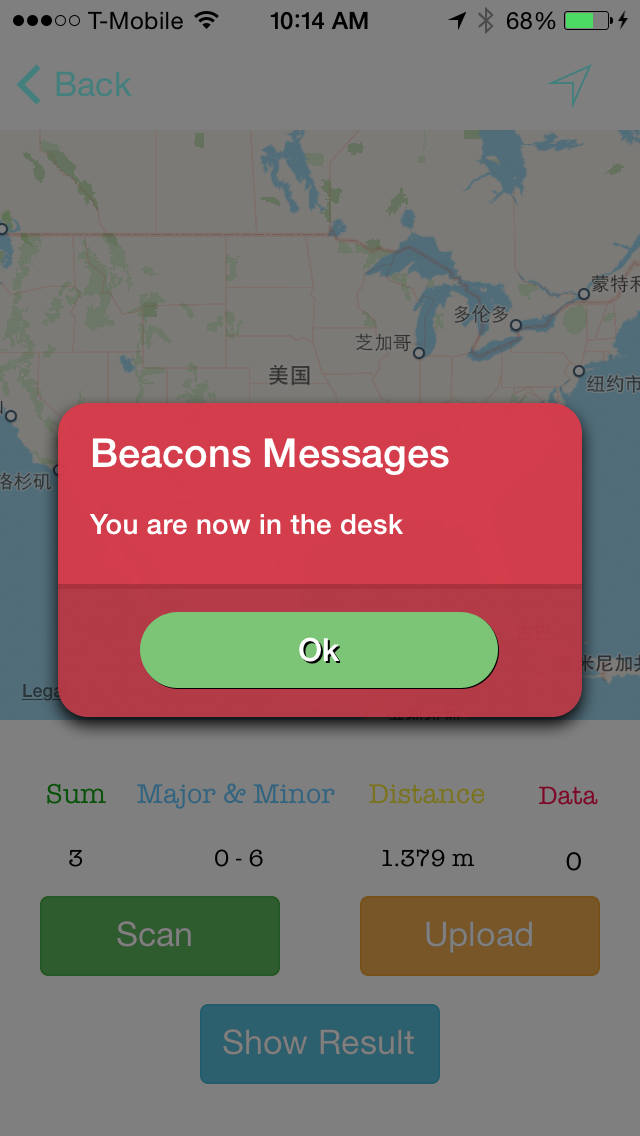 T-Mobile 10:14 AM 68%
Back
蒙特利
多伦多
芝加哥
美国
纽约市
洛杉矶
Beacons Messages
You are now in the desk
Ok
米尼加共
Lega
Sum Major & Minor Distance Data
3 0 - 6 1.379 m 0
Scan Upload
Show Result